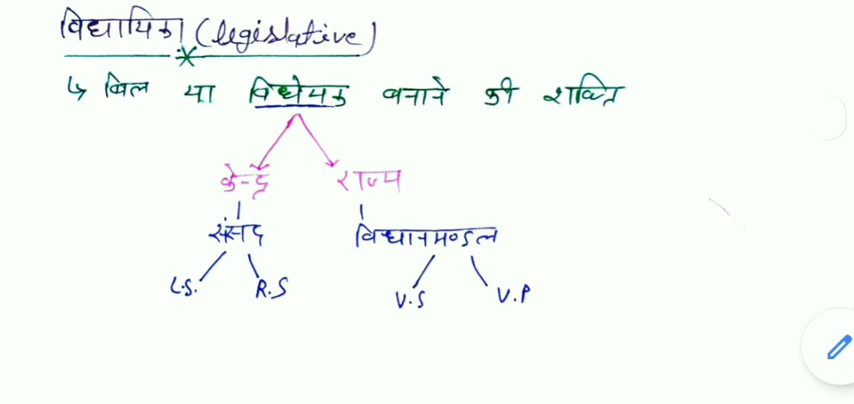 विद्यायिका (legislative)
↳ बिल या विधेयक बनाने की शक्ति
केन्द्र राज्य
संसद विधानमण्डल
L.S. R.S V.S V.P